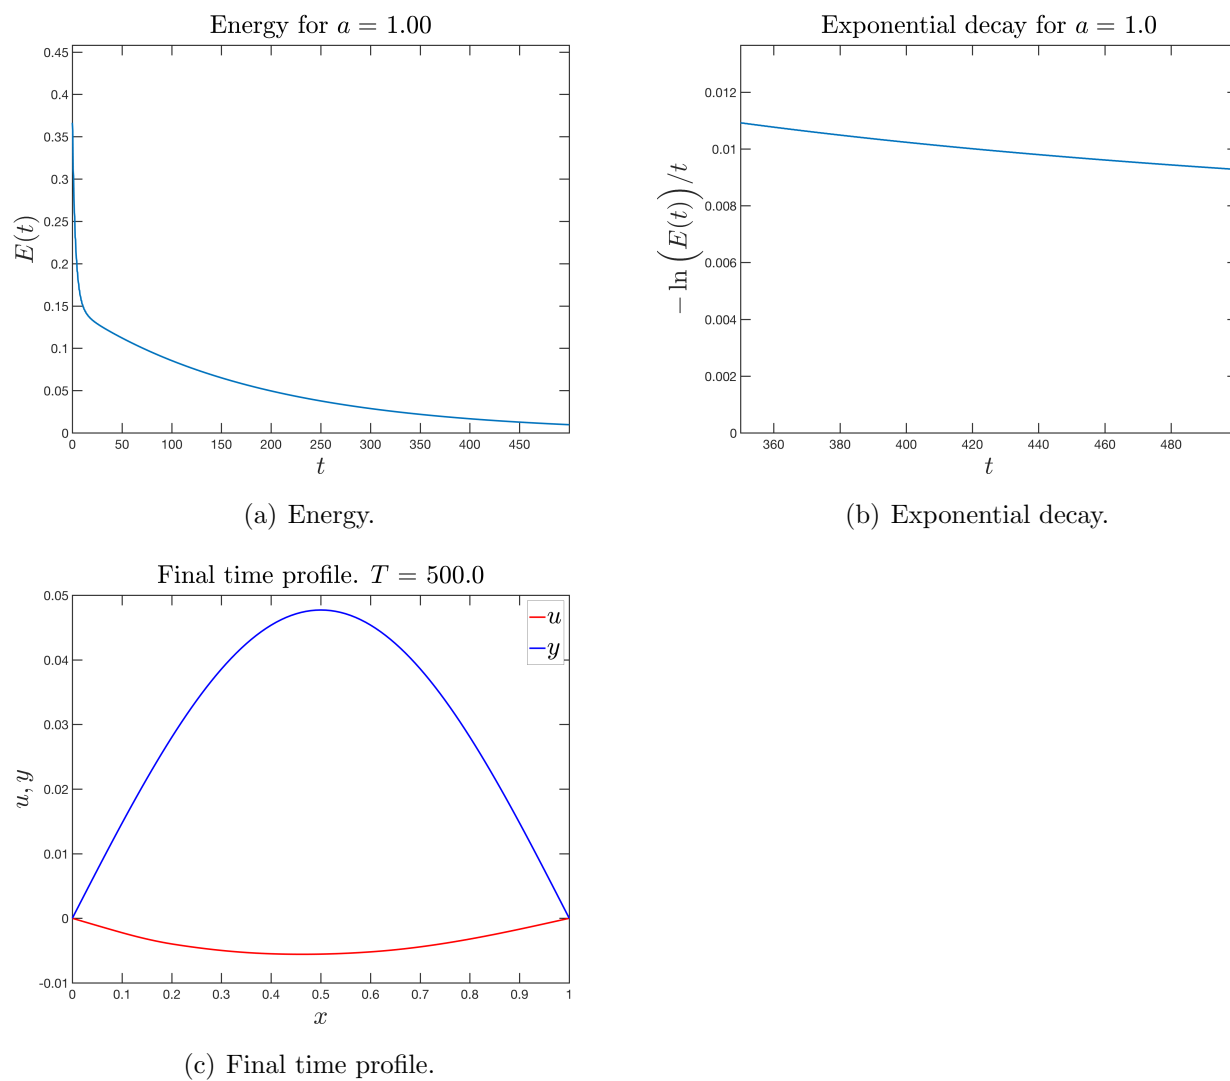 Energy for a = 1.00
0.45
0.4
0.35
0.3
0.25
0.2
0.15
0.1
0.05
0
E(t)
0 50 100 150 200 250 300 350 400 450
t
(a) Energy.
Exponential decay for a = 1.0
0.012
0.01
0.008
0.006
0.004
0.002
0
− ln (E(t))/t
360 380 400 420 440 460 480
t
(b) Exponential decay.
Final time profile. T = 500.0
0.05
0.04
0.03
0.02
0.01
0
-0.01
u, y
u
y
0 0.1 0.2 0.3 0.4 0.5 0.6 0.7 0.8 0.9 1
x
(c) Final time profile.